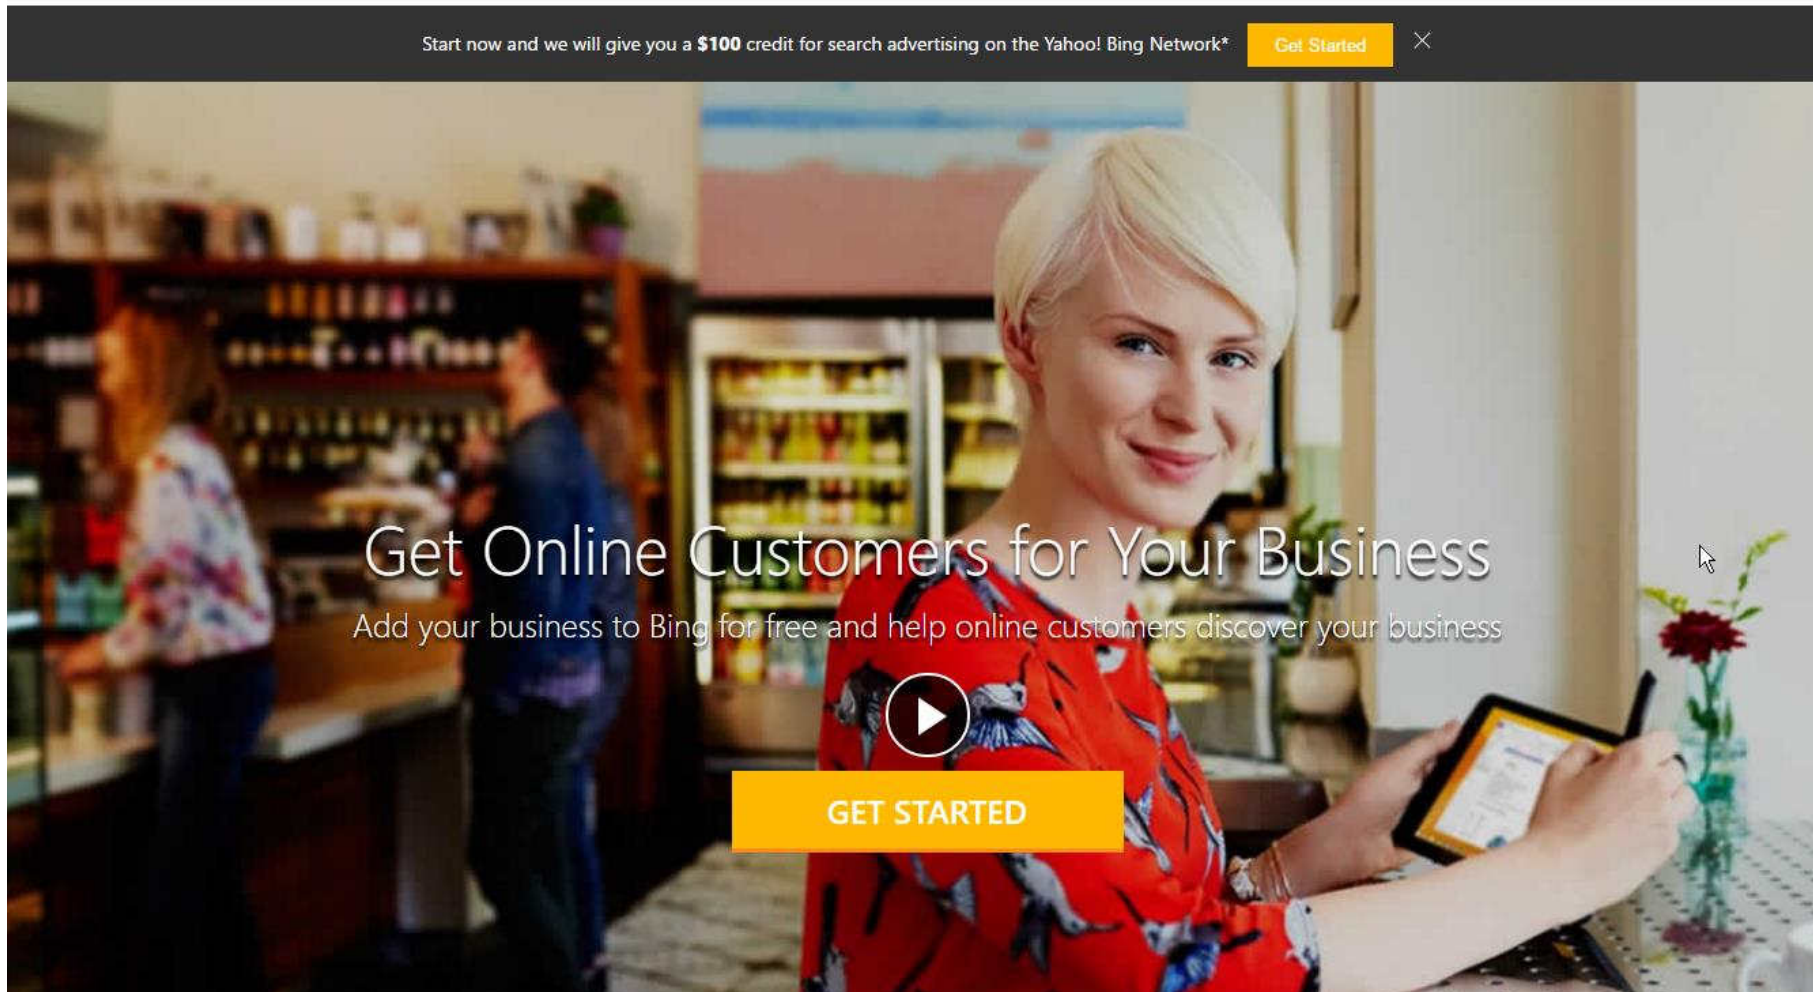 Start now and we will give you a $100 credit for search advertising on the Yahoo! Bing Network*
Get Started
Get Online Customers for Your Business
Add your business to Bing for free and help online customers discover your business
GET STARTED